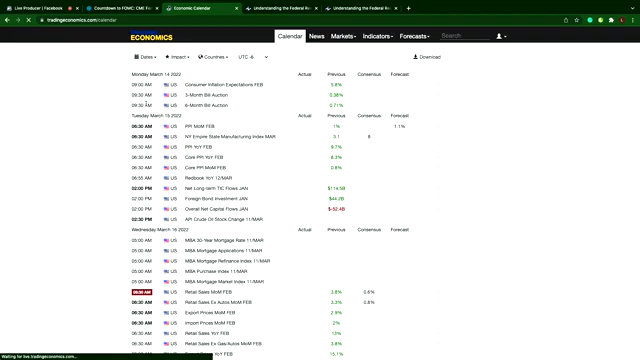 Live Producer | Facebook
Countdown to FOMC: CME Fe
Economic Calendar
Understanding the Federal Re
Understanding the Federal Re
tradingeconomics.com/calendar
ECONOMICS
Calendar News Markets Indicators Forecasts Search
Dates Impact Countries UTC -6 Download
Monday March 14 2022 Actual Previous Consensus Forecast
09:00 AM US Consumer Inflation Expectations FEB 5.8%
09:30 AM US 3-Month Bill Auction 0.38%
09:30 AM US 6-Month Bill Auction 0.71%
Tuesday March 15 2022 Actual Previous Consensus Forecast
06:30 AM US PPI MoM FEB 1% 1.1%
06:30 AM US NY Empire State Manufacturing Index MAR 3.1 8
06:30 AM US PPI YoY FEB 9.7%
06:30 AM US Core PPI YoY FEB 8.3%
06:30 AM US Core PPI MoM FEB 0.8%
06:55 AM US Redbook YoY 12/MAR
02:00 PM US Net Long-term TIC Flows JAN $114.5B
02:00 PM US Foreign Bond Investment JAN $44.2B
02:00 PM US Overall Net Capital Flows JAN $-52.4B
02:30 PM US API Crude Oil Stock Change 11/MAR
Wednesday March 16 2022 Actual Previous Consensus Forecast
05:00 AM US MBA 30-Year Mortgage Rate 11/MAR
05:00 AM US MBA Mortgage Applications 11/MAR
05:00 AM US MBA Mortgage Refinance Index 11/MAR
05:00 AM US MBA Purchase Index 11/MAR
05:00 AM US MBA Mortgage Market Index 11/MAR
06:30 AM US Retail Sales MoM FEB 3.8% 0.6%
06:30 AM US Retail Sales Ex Autos MoM FEB 3.3% 0.8%
06:30 AM US Export Prices MoM FEB 2.9%
06:30 AM US Import Prices MoM FEB 2%
06:30 AM US Retail Sales YoY FEB 13%
06:30 AM US Retail Sales Ex Gas/Autos MoM FEB 3.8%
YoY FEB 15.1%
Waiting for live.tradingeconomics.com...